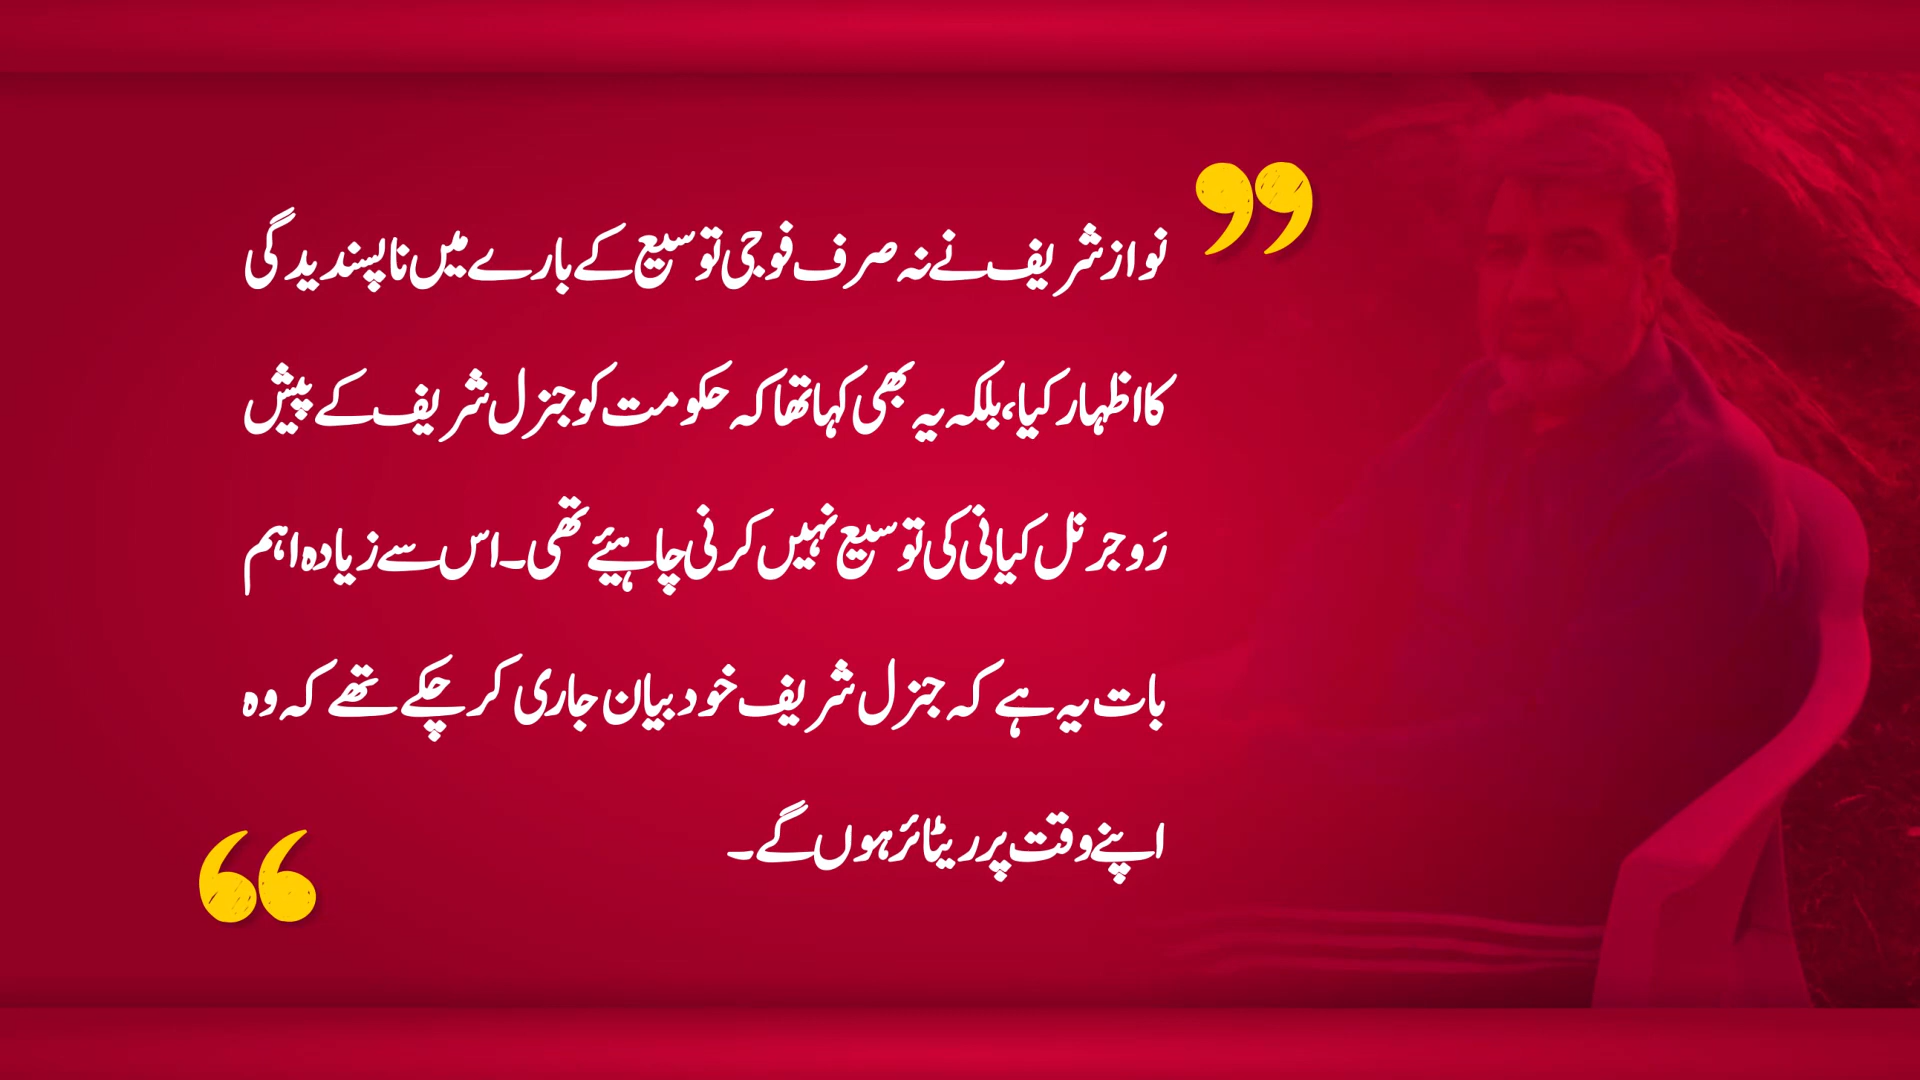 نواز شریف نے نہ صرف فوجی توسیع کے بارے میں ناپسندیدگی
کا اظہار کیا، بلکہ یہ بھی کہا تھا کہ حکومت کو جنرل شریف کے پیش
رَو جرنل کیانی کی توسیع نہیں کرنی چاہیئے تھی۔ اس سے زیادہ اہم
بات یہ ہے کہ جنرل شریف خود بیان جاری کر چکے تھے کہ وہ
اپنے وقت پر ریٹائر ہوں گے۔